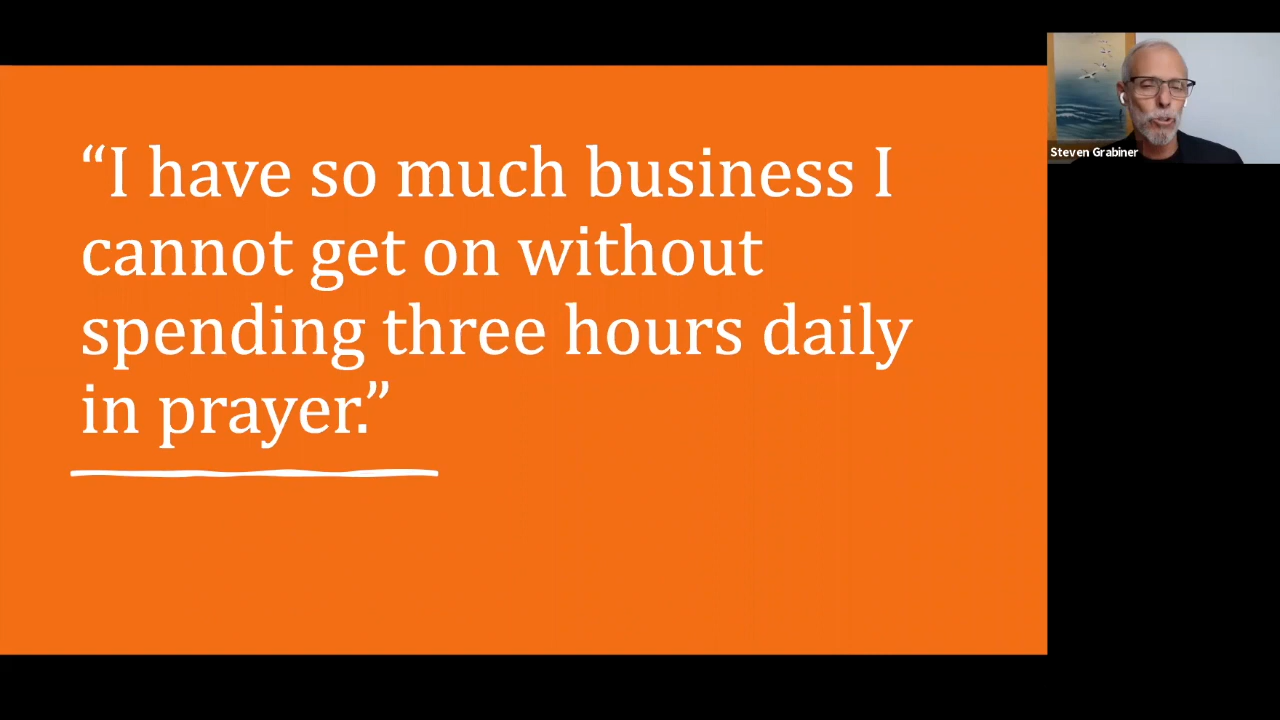 “I have so much business I
cannot get on without
spending three hours daily
in prayer.”
Steven Grabiner